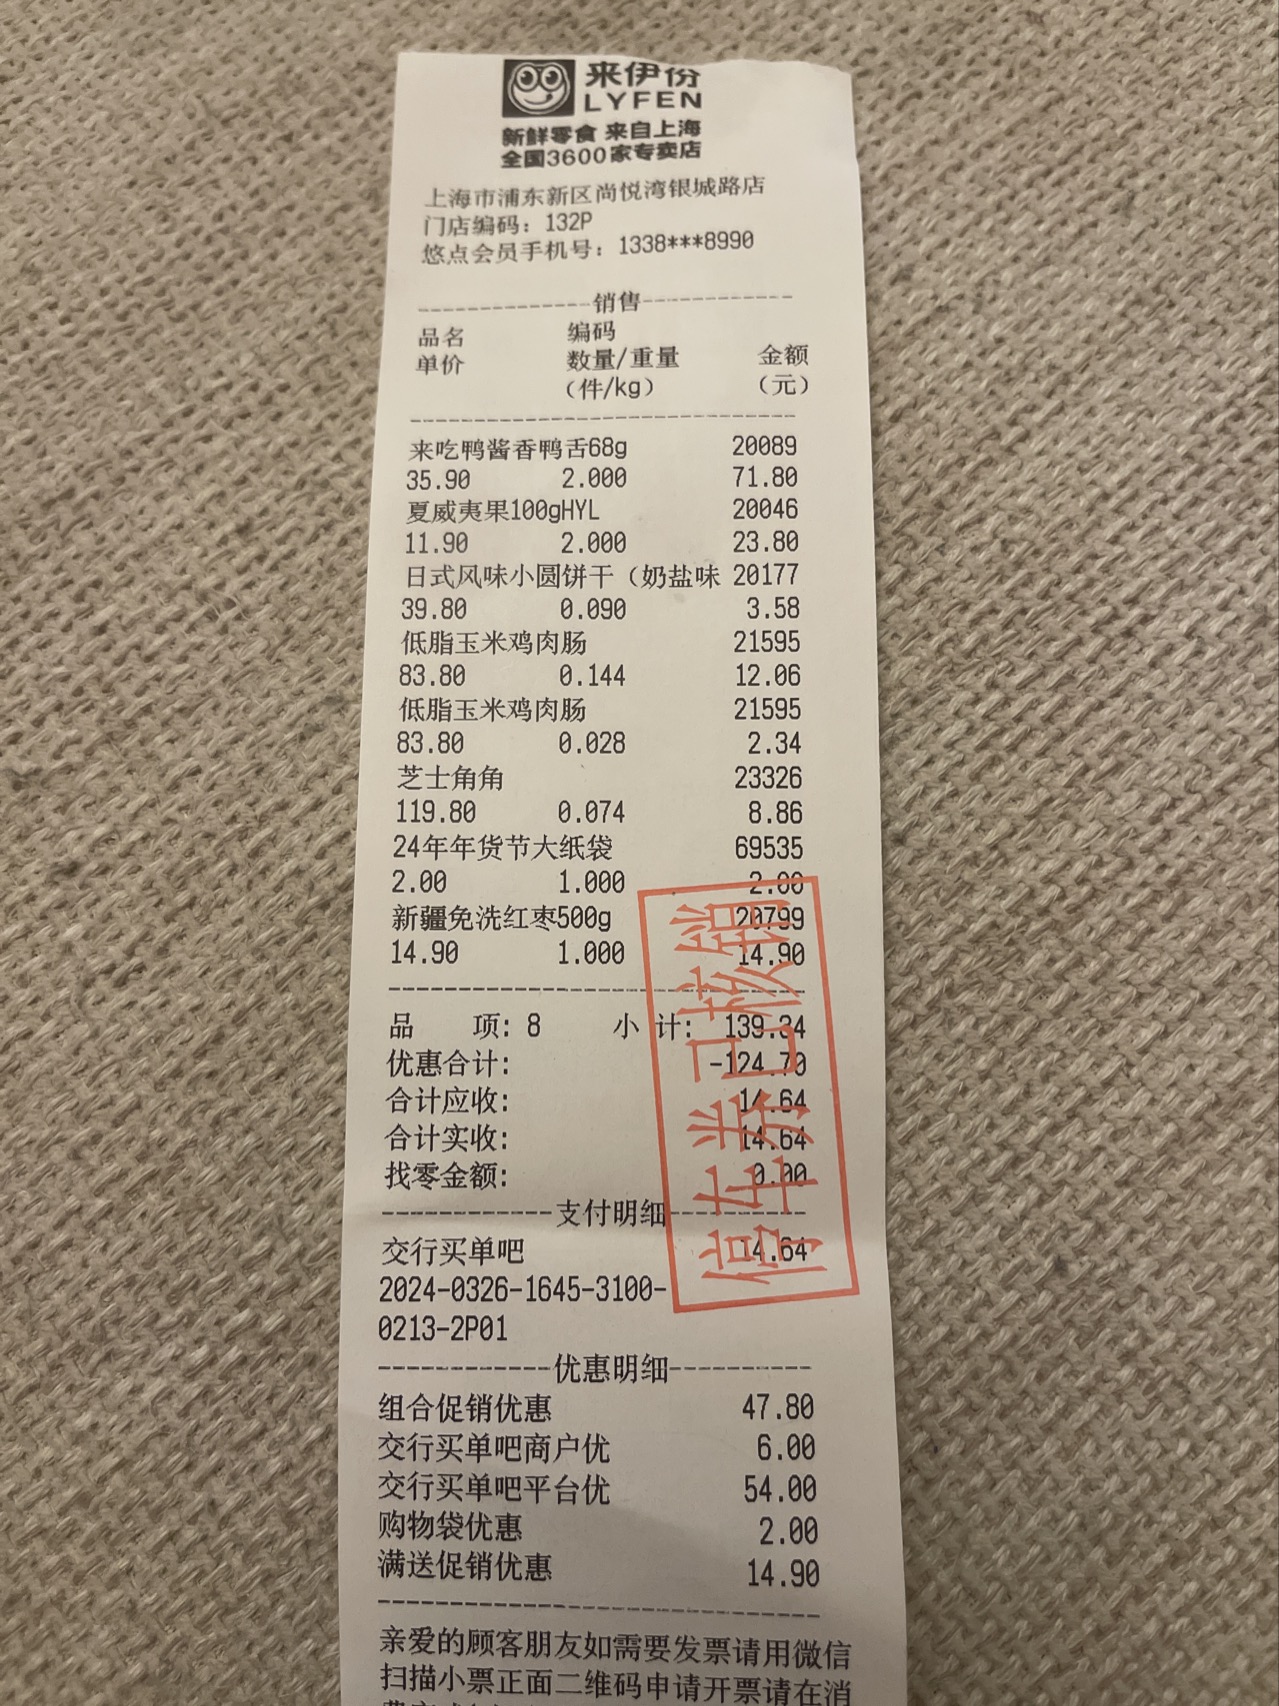 来伊份
LYFEN
新鲜零食 来自上海
全国3600家专卖店
上海市浦东新区尚悦湾银城路店
门店编码：132P
悠点会员手机号：1338***8990
------------销售------------
品名 编码
单价 数量/重量 金额
（件/kg） （元）
来吃鸭酱香鸭舌68g 20089
35.90 2.000 71.80
夏威夷果100gHYL 20046
11.90 2.000 23.80
日式风味小圆饼干（奶盐味 20177
39.80 0.090 3.58
低脂玉米鸡肉肠 21595
83.80 0.144 12.06
低脂玉米鸡肉肠 21595
83.80 0.028 2.34
芝士角角 23326
119.80 0.074 8.86
24年年货节大纸袋 69535
2.00 1.000 2.00
新疆免洗红枣500g 20799
14.90 1.000 14.90
品 项: 8 小 计: 139.34
优惠合计: -124.70
合计应收: 14.64
合计实收: 14.64
找零金额: 0.00
------------支付明细------------
交行买单吧 14.64
2024-0326-1645-3100-
0213-2P01
停车券已核销
------------优惠明细------------
组合促销优惠 47.80
交行买单吧商户优 6.00
交行买单吧平台优 54.00
购物袋优惠 2.00
满送促销优惠 14.90
亲爱的顾客朋友如需要发票请用微信
扫描小票正面二维码申请开票请在消